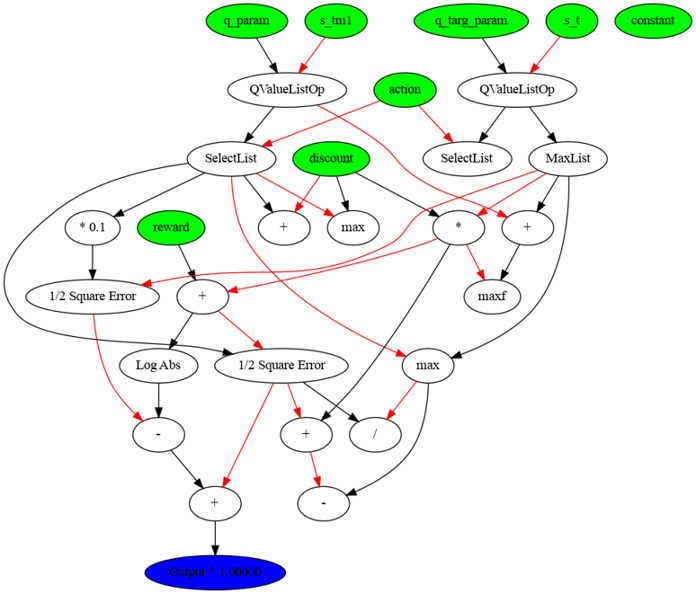 q_param
s_tm1
q_targ_param
s_t
constant
QValueListOp
action
QValueListOp
SelectList
discount
SelectList
MaxList
* 0.1
reward
+
max
*
+
1/2 Square Error
+
maxf
Log Abs
1/2 Square Error
max
-
+
/
+
-
Output * 1.00000